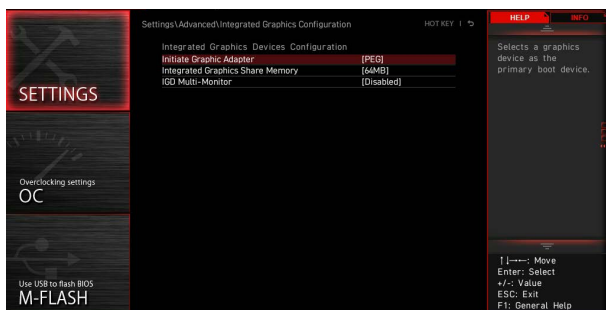 Settings\Advanced\Integrated Graphics Configuration
HOT KEY
Integrated Graphics Devices Configuration
Initiate Graphic Adapter [PEG]
Integrated Graphics Share Memory [64MB]
IGD Multi-Monitor [Disabled]
SETTINGS
Overclocking settings
OC
Use USB to flash BIOS
M-FLASH
HELP
INFO
Selects a graphics
device as the
primary boot device.
↑↓→←: Move
Enter: Select
+/-: Value
ESC: Exit
F1: General Help